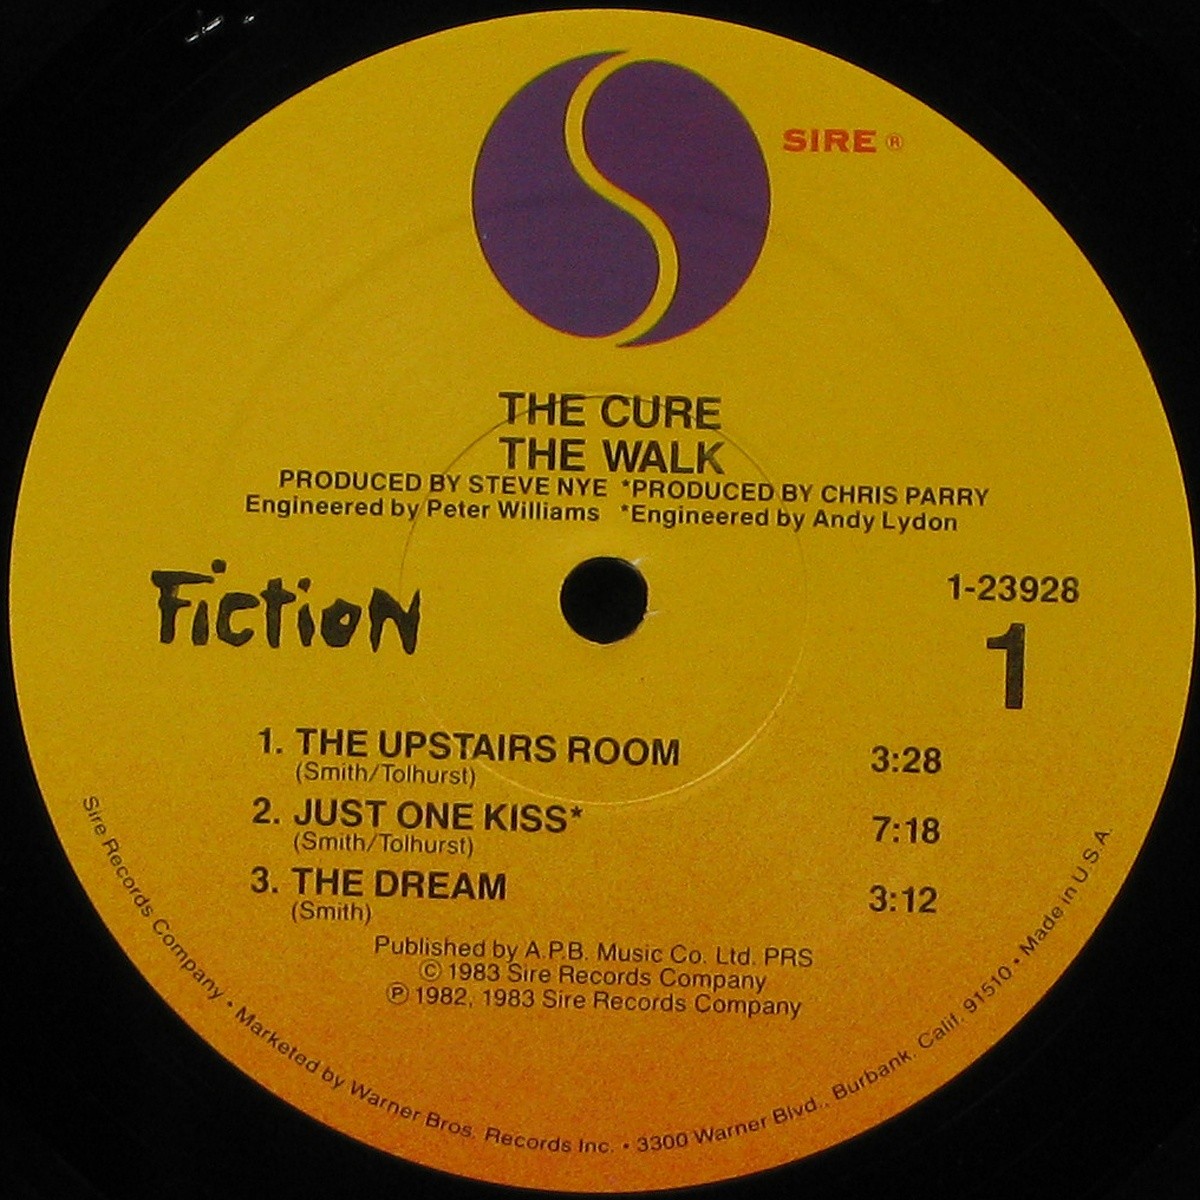 SIRE ®
THE CURE
THE WALK
PRODUCED BY STEVE NYE *PRODUCED BY CHRIS PARRY
Engineered by Peter Williams *Engineered by Andy Lydon
Fiction
1-23928
1
1. THE UPSTAIRS ROOM 3:28
(Smith/Tolhurst)
2. JUST ONE KISS* 7:18
(Smith/Tolhurst)
3. THE DREAM 3:12
(Smith)
Published by A.P.B. Music Co. Ltd. PRS
© 1983 Sire Records Company
℗ 1982, 1983 Sire Records Company
Sire Records Company • Marketed by Warner Bros. Records Inc. • 3300 Warner Blvd., Burbank, Calif. 91510 • Made in U.S.A.